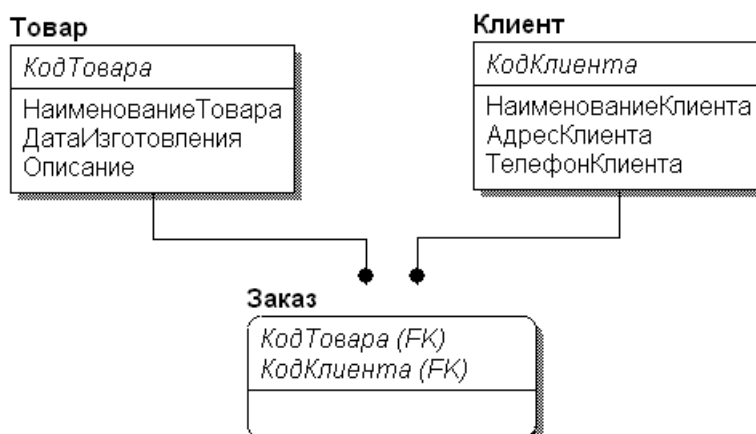 Товар
КодТовара
НаименованиеТовара
ДатаИзготовления
Описание
Клиент
КодКлиента
НаименованиеКлиента
АдресКлиента
ТелефонКлиента
Заказ
КодТовара (FK)
КодКлиента (FK)